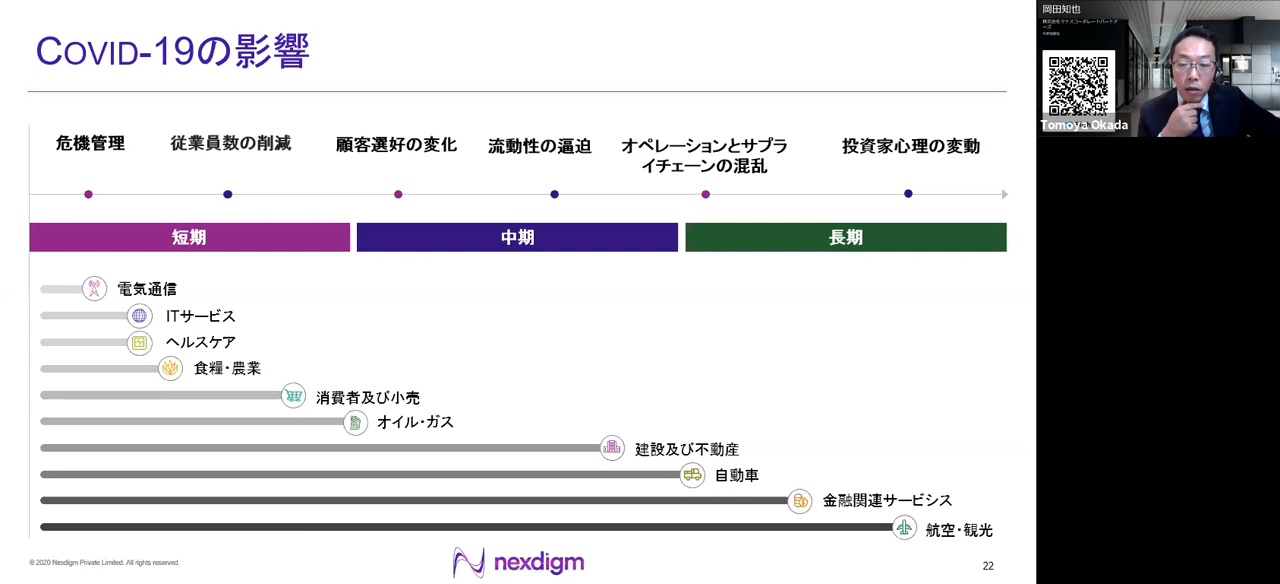 COVID-19の影響
危機管理
従業員数の削減
顧客選好の変化
流動性の逼迫
オペレーションとサプラ
イチェーンの混乱
投資家心理の変動
短期
中期
長期
電気通信
ITサービス
ヘルスケア
食糧・農業
消費者及び小売
オイル・ガス
建設及び不動産
自動車
金融関連サービシス
航空・観光
© 2020 Nexdigm Private Limited. All rights reserved.
nexdigm
22
岡田知也
Tomoya Okada